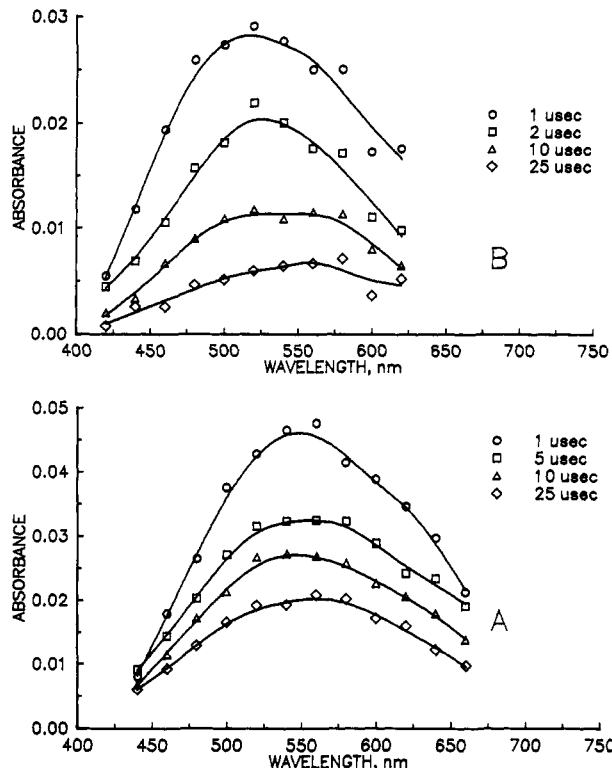 0.03
0.02
0.01
0.00
ABSORBANCE
400 450 500 550 600 650 700 750
WAVELENGTH, nm
1 usec
2 usec
10 usec
25 usec
B
0.05
0.04
0.03
0.02
0.01
0.00
ABSORBANCE
400 450 500 550 600 650 700 750
WAVELENGTH, nm
1 usec
5 usec
10 usec
25 usec
A